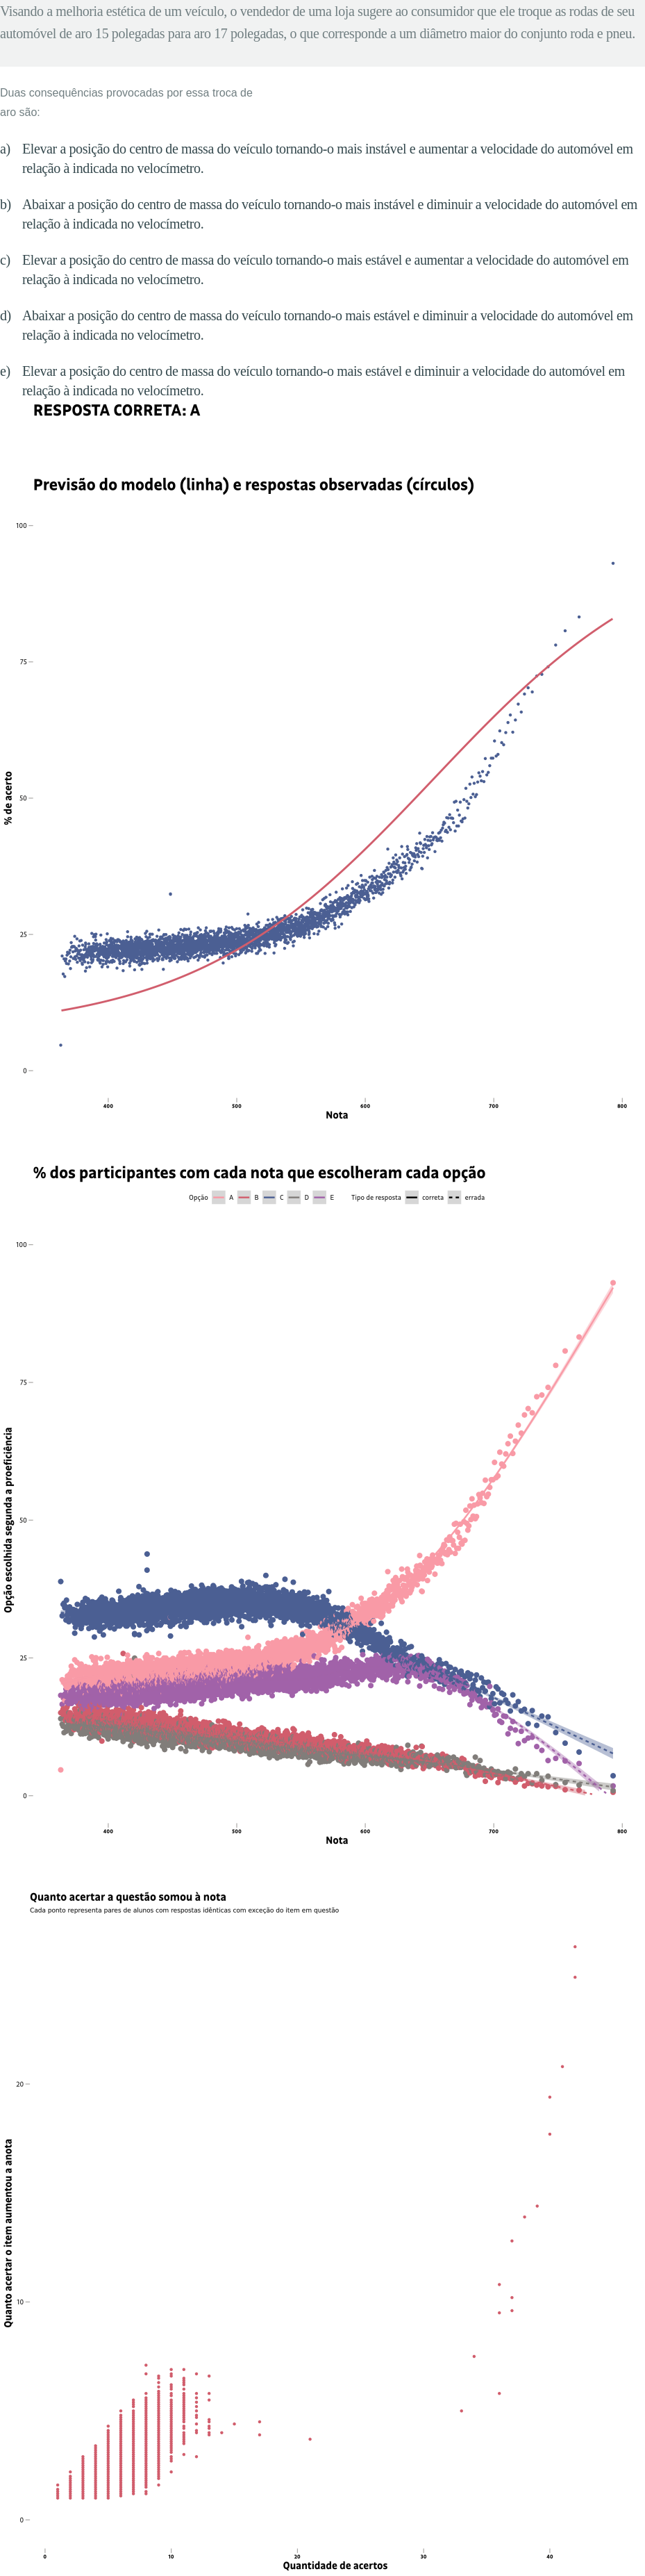 Visando a melhoria estética de um veículo, o vendedor de uma loja sugere ao consumidor que ele troque as rodas de seu
automóvel de aro 15 polegadas para aro 17 polegadas, o que corresponde a um diâmetro maior do conjunto roda e pneu.
Duas consequências provocadas por essa troca de
aro são:
a) Elevar a posição do centro de massa do veículo tornando-o mais instável e aumentar a velocidade do automóvel em
relação à indicada no velocímetro.
b) Abaixar a posição do centro de massa do veículo tornando-o mais instável e diminuir a velocidade do automóvel em
relação à indicada no velocímetro.
c) Elevar a posição do centro de massa do veículo tornando-o mais estável e aumentar a velocidade do automóvel em
relação à indicada no velocímetro.
d) Abaixar a posição do centro de massa do veículo tornando-o mais estável e diminuir a velocidade do automóvel em
relação à indicada no velocímetro.
e) Elevar a posição do centro de massa do veículo tornando-o mais estável e diminuir a velocidade do automóvel em
relação à indicada no velocímetro.
RESPOSTA CORRETA: A
Previsão do modelo (linha) e respostas observadas (círculos)
100
75
50
25
0
% de acerto
400 500 600 700 800
Nota
% dos participantes com cada nota que escolheram cada opção
Opção A B C D E Tipo de resposta correta errada
100
75
50
25
0
Opção escolhida segunda a proeficiência
400 500 600 700 800
Nota
Quanto acertar a questão somou à nota
Cada ponto representa pares de alunos com respostas idênticas com exceção do item em questão
20
10
0
Quanto acertar o item aumentou a anota
0 10 20 30 40
Quantidade de acertos